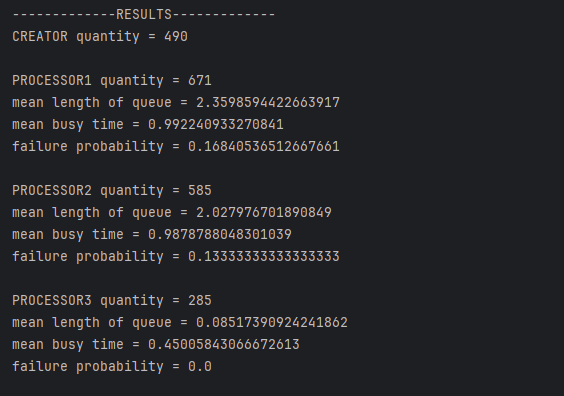 -------------RESULTS-------------
CREATOR quantity = 490
PROCESSOR1 quantity = 671
mean length of queue = 2.3598594422663917
mean busy time = 0.992240933270841
failure probability = 0.16840536512667661
PROCESSOR2 quantity = 585
mean length of queue = 2.027976701890849
mean busy time = 0.9878788048301039
failure probability = 0.13333333333333333
PROCESSOR3 quantity = 285
mean length of queue = 0.08517390924241862
mean busy time = 0.45005843066672613
failure probability = 0.0